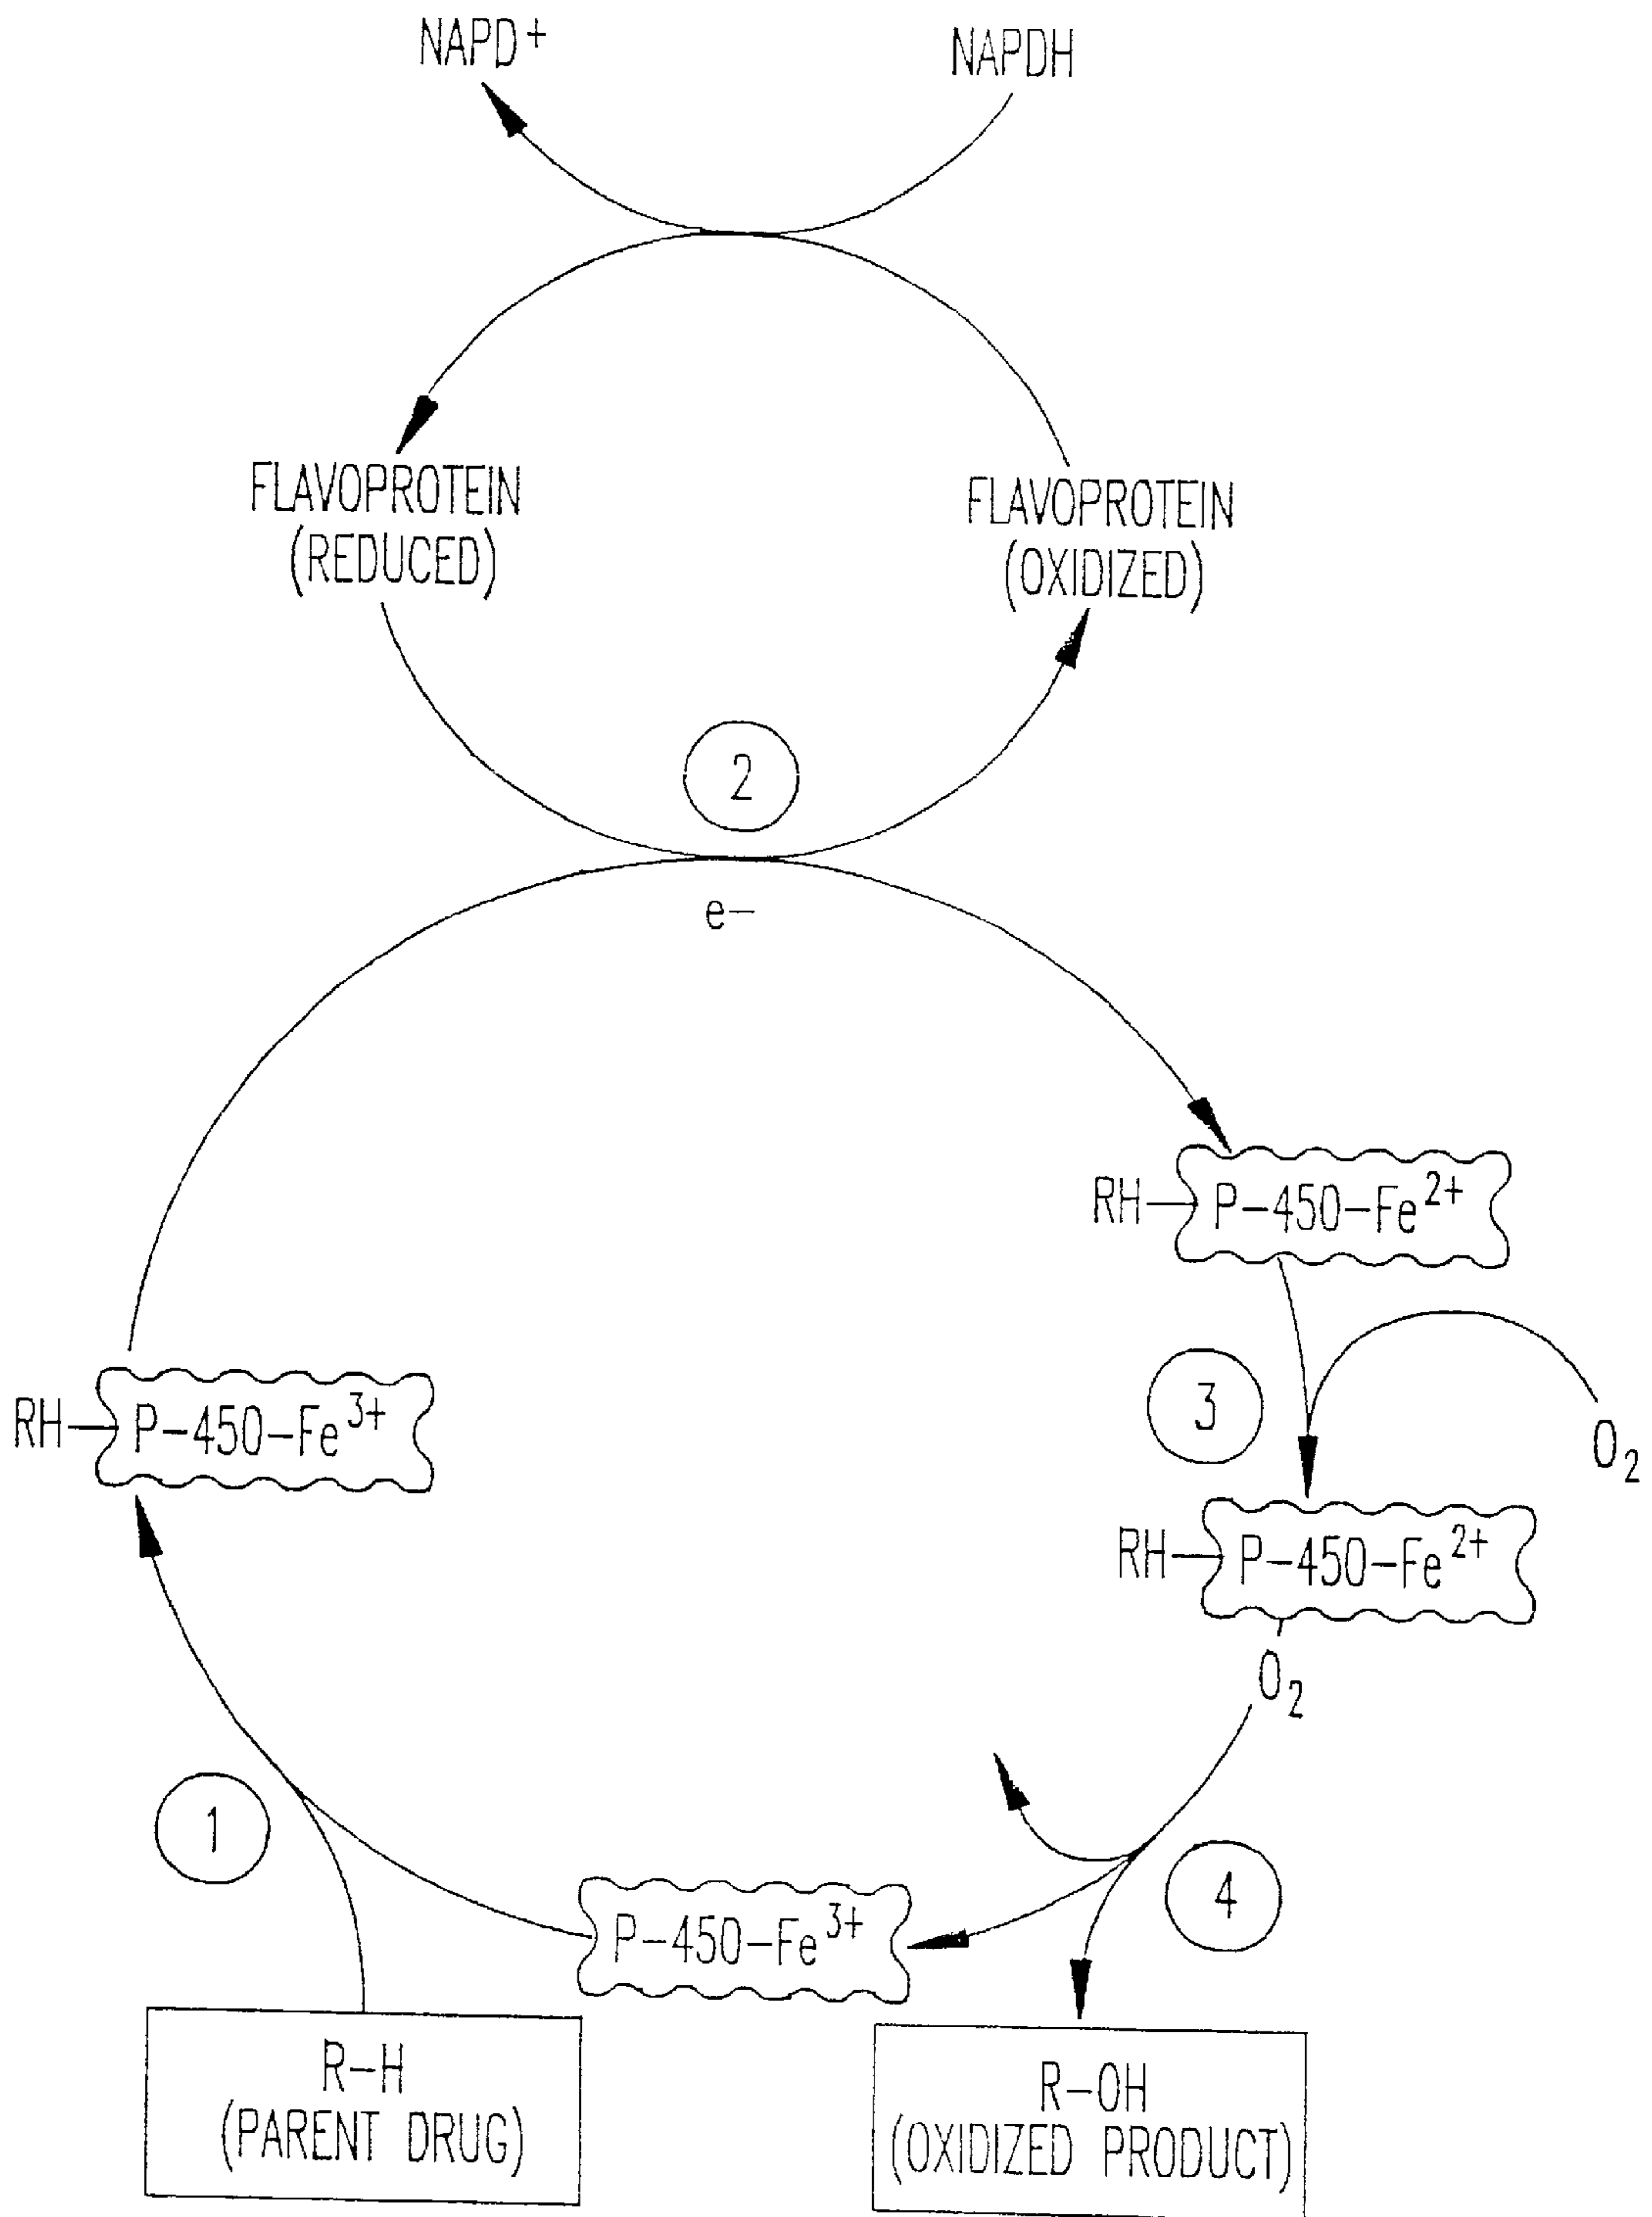 NAPD+
NAPDH
FLAVOPROTEIN
(REDUCED)
FLAVOPROTEIN
(OXIDIZED)
2
e−
RH—P−450−Fe2+
3
O2
RH—P−450−Fe3+
RH—P−450−Fe2+
O2
1
4
P−450−Fe3+
R−H
(PARENT DRUG)
R−OH
(OXIDIZED PRODUCT)